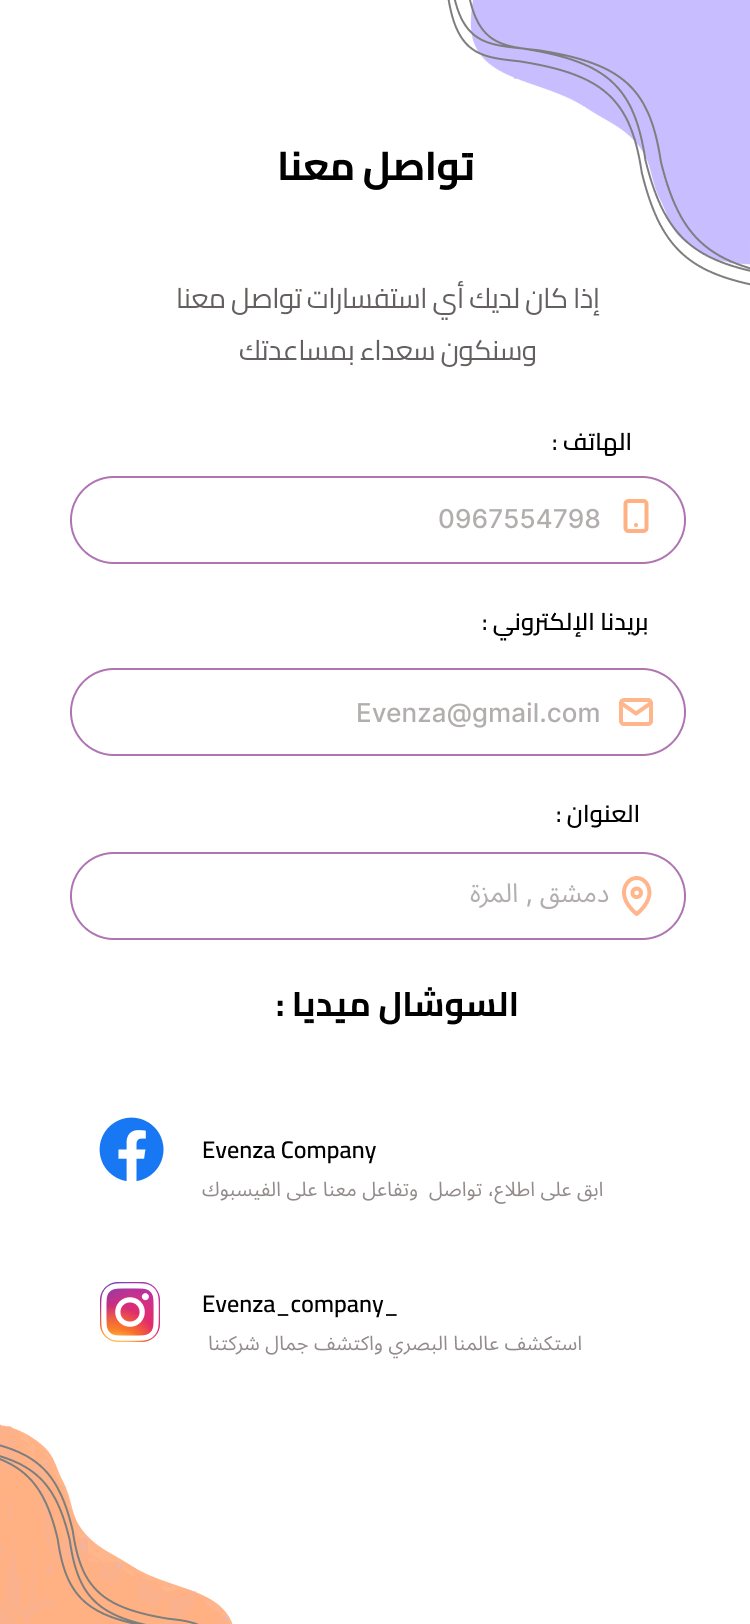 تواصل معنا
إذا كان لديك أي استفسارات تواصل معنا
وسنكون سعداء بمساعدتك
الهاتف :
0967554798
بريدنا الإلكتروني :
Evenza@gmail.com
العنوان :
دمشق , المزة
السوشال ميديا :
Evenza Company
ابق على اطلاع، تواصل وتفاعل معنا على الفيسبوك
Evenza_company_
استكشف عالمنا البصري واكتشف جمال شركتنا